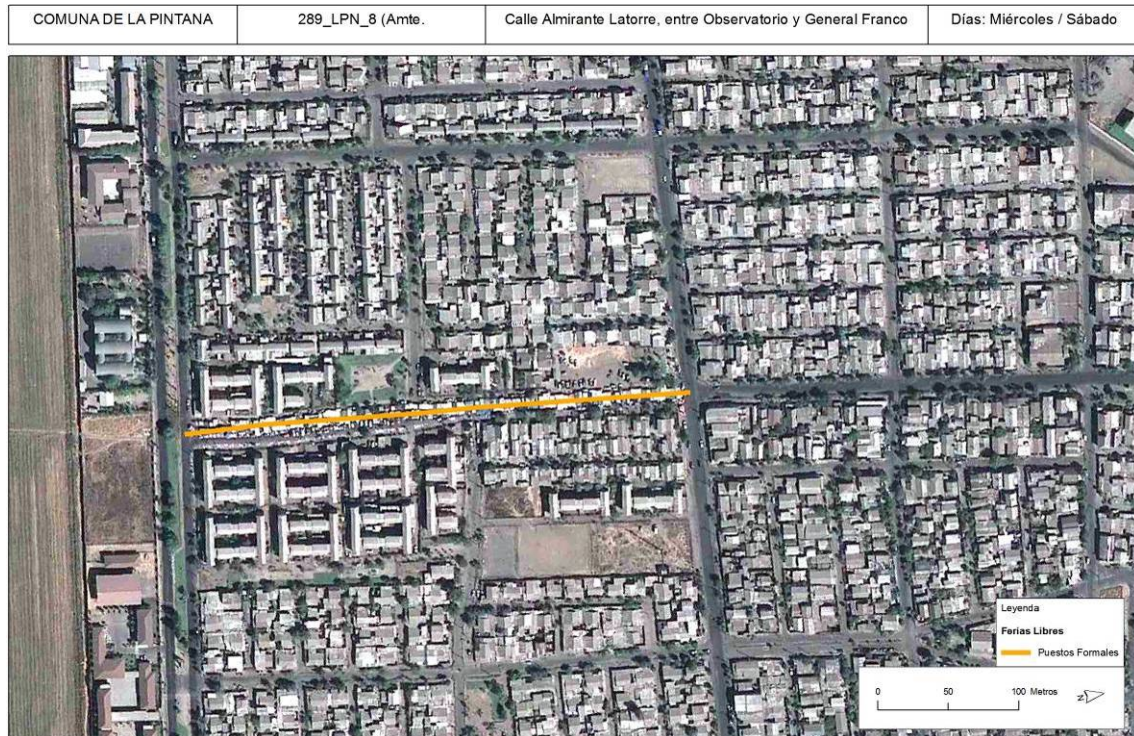 COMUNA DE LA PINTANA
289_LPN_8 (Amte.
Calle Almirante Latorre, entre Observatorio y General Franco
Días: Miércoles / Sábado
Leyenda
Ferias Libres
Puestos Formales
0 50 100 Metros
N